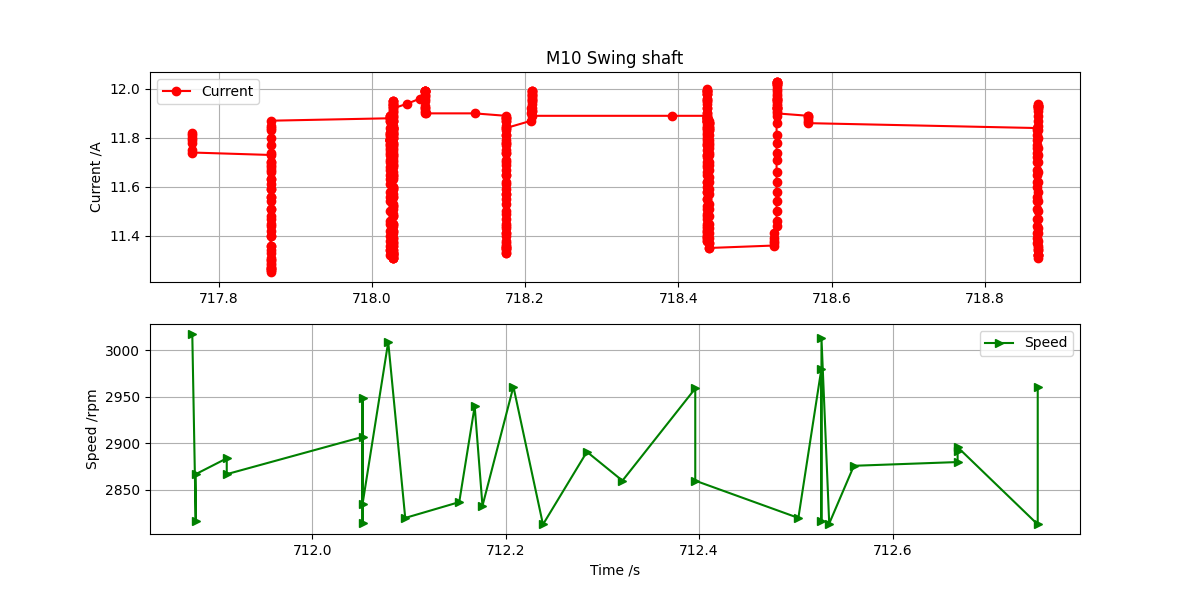 M10 Swing shaft
Current /A
12.0
11.8
11.6
11.4
Current
717.8 718.0 718.2 718.4 718.6 718.8
Speed /rpm
3000
2950
2900
2850
Speed
712.0 712.2 712.4 712.6
Time /s